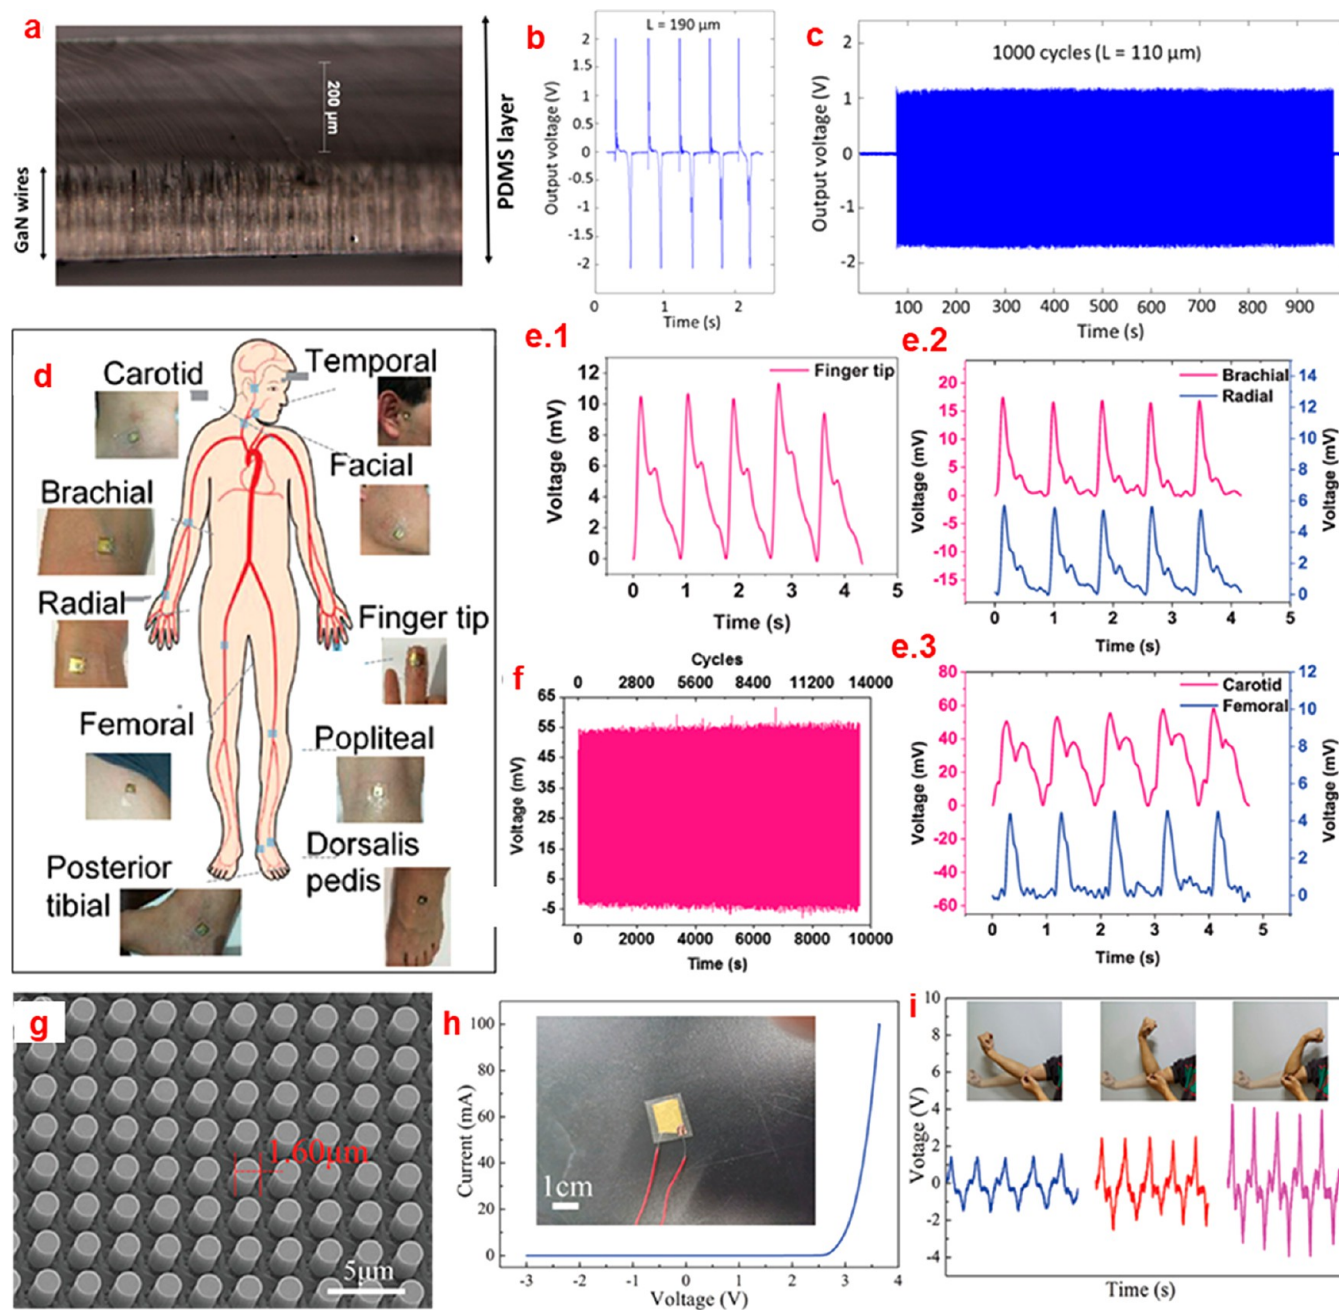 a
200 µm
GaN wires
PDMS layer
b
L = 190 µm
2
1.5
1
0.5
0
-0.5
-1
-1.5
-2
Output voltage (V)
0
1
2
Time (s)
c
1000 cycles (L = 110 µm)
2
1
0
-1
-2
Output voltage (V)
100 200 300 400 500 600 700 800 900
Time (s)
d
Carotid
Temporal
Facial
Brachial
Radial
Finger tip
Femoral
Popliteal
Posterior
tibial
Dorsalis
pedis
e.1
Finger tip
12
10
8
6
4
2
0
Voltage (mV)
0 1 2 3 4 5
Time (s)
e.2
Brachial
Radial
20
15
10
5
0
-5
-10
-15
Voltage (mV)
14
12
10
8
6
4
2
0
Voltage (mV)
0 1 2 3 4 5
Time (s)
e.3
Carotid
Femoral
80
60
40
20
0
-20
-40
-60
Voltage (mV)
12
10
8
6
4
2
0
Voltage (mV)
0 1 2 3 4 5
Time (s)
f
Cycles
0 2800 5600 8400 11200 14000
65
55
45
35
25
15
5
-5
Voltage (mV)
0 2000 4000 6000 8000 10000
Time (s)
g
1.60µm
5µm
h
100
80
60
40
20
0
Current (mA)
1cm
-3 -2 -1 0 1 2 3 4
Voltage (V)
i
10
8
6
4
2
0
-2
-4
Votage (V)
Time (s)